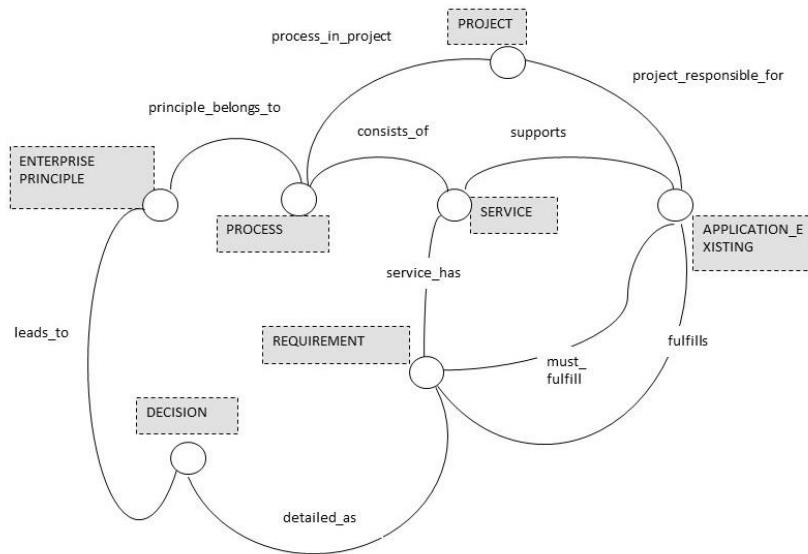 PROJECT
process_in_project
project_responsible_for
principle_belongs_to
consists_of
supports
ENTERPRISE
PRINCIPLE
PROCESS
SERVICE
APPLICATION_E
XISTING
service_has
leads_to
REQUIREMENT
must_
fulfill
fulfills
DECISION
detailed_as